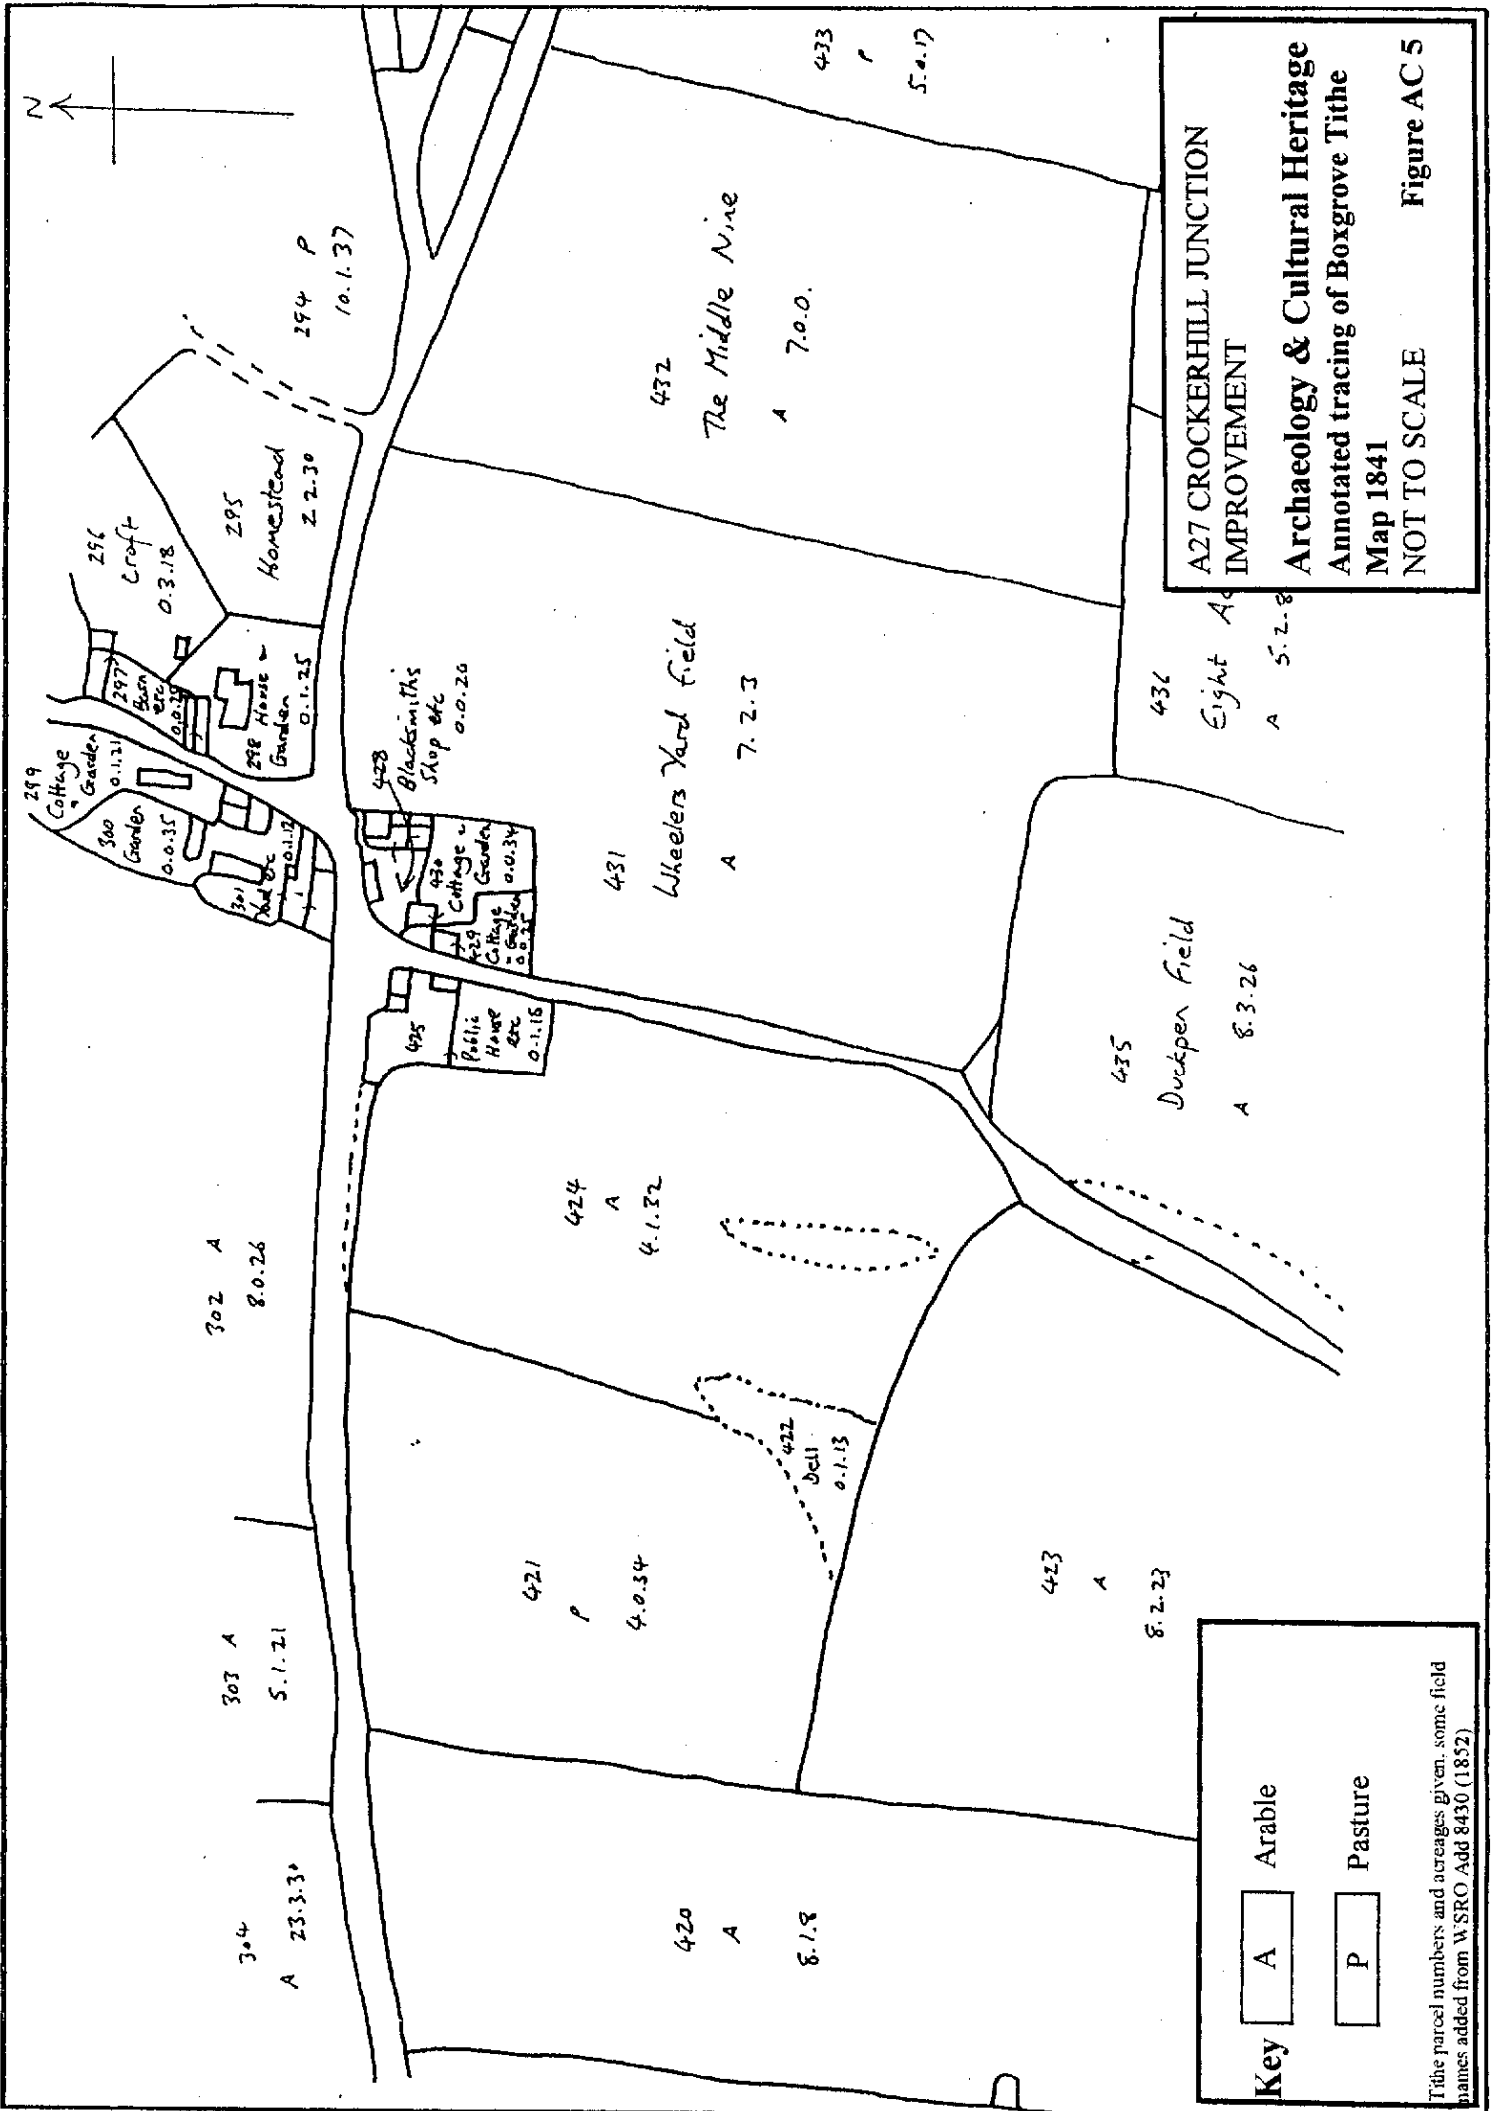 N
304
A 23.3.30
303 A
5.1.21
302 A
8.0.26
299
Cottage
" Garden
0.1.21
300
Garden
0.0.35
301
etc
0.1.12
297
Barn
etc
298 House ~
Garden
0.1.25
296
Croft
0.3.18
295
Homestead
2 2.30
294 P
10.1.37
420
A
8.1.8
421
P
4.0.34
422
Dell
0.1.13
423
A
8.2.23
424
A
4.1.32
425
Public
House
etc
0.1.18
428
Blacksmiths
Shop etc
0.0.20
430
Cottage ~
Garden
0.0.34
429
Cottage
" Garden
0.0.25
431
Wheelers Yard Field
A 7.2.3
432
The Middle Nine
A 7.0.0.
433
P
5.0.17
435
Duckpen Field
A 8.3.26
436
Eight Ac
A 5.2.8
Key
A Arable
P Pasture
Tithe parcel numbers and acreages given, some field
names added from WSRO Add 8430 (1852)
A27 CROCKERHILL JUNCTION
IMPROVEMENT
Archaeology & Cultural Heritage
Annotated tracing of Boxgrove Tithe
Map 1841
NOT TO SCALE Figure AC 5